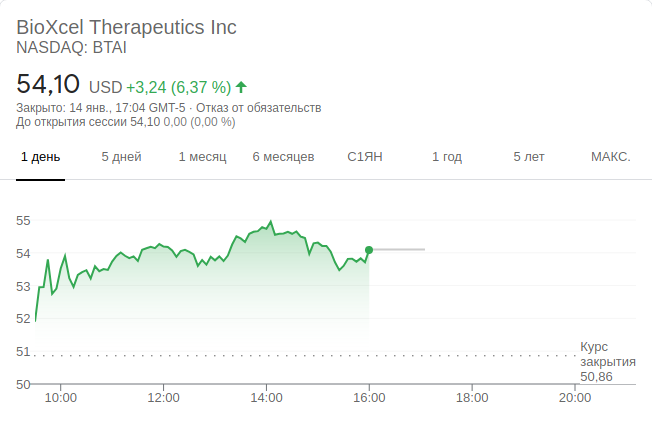 BioXcel Therapeutics Inc
NASDAQ: BTAI
54,10 USD +3,24 (6,37 %)
Закрыто: 14 янв., 17:04 GMT-5 · Отказ от обязательств
До открытия сессии 54,10 0,00 (0,00 %)
1 день 5 дней 1 месяц 6 месяцев С1ЯН 1 год 5 лет МАКС.
55
54
53
52
51
Курс
закрытия
50,86
50
10:00 12:00 14:00 16:00 18:00 20:00